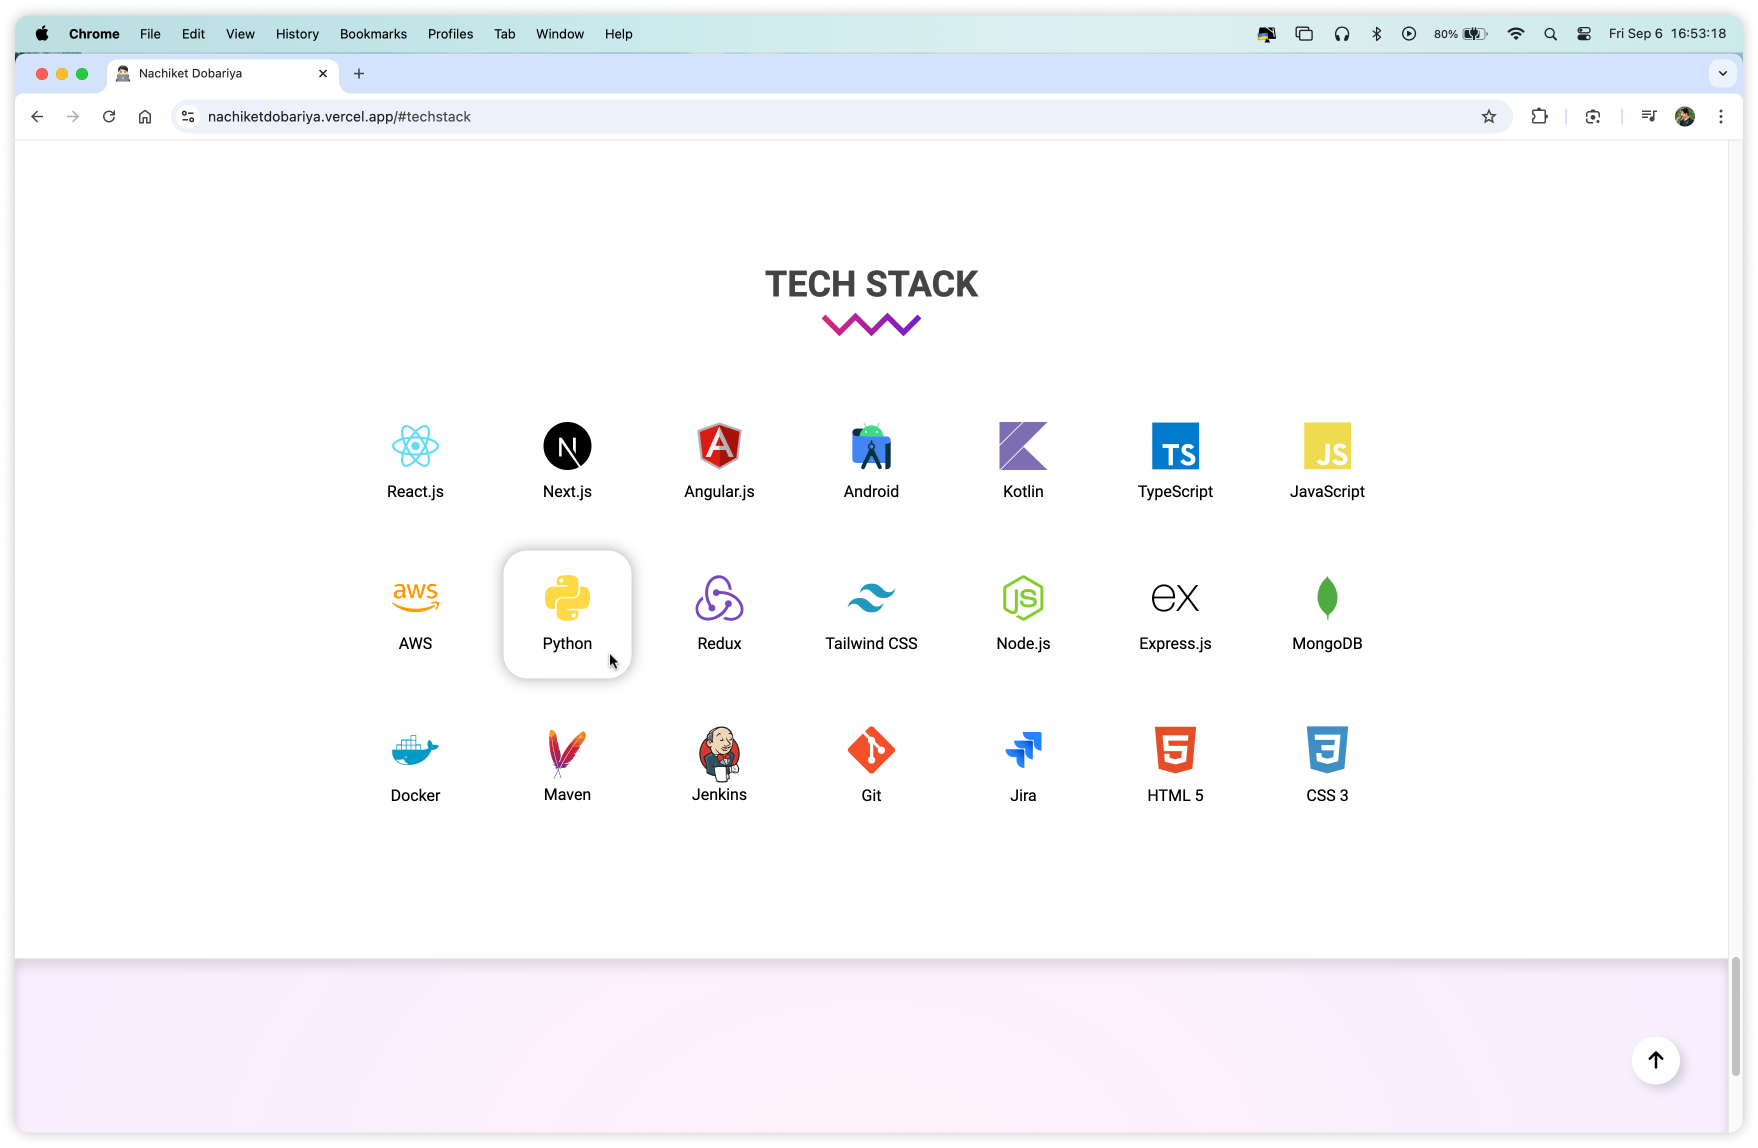 Chrome File Edit View History Bookmarks Profiles Tab Window Help 80% Fri Sep 6 16:53:18
Nachiket Dobariya
nachiketdobariya.vercel.app/#techstack
TECH STACK
N A TS JS
React.js Next.js Angular.js Android Kotlin TypeScript JavaScript
aws JS ex
AWS Python Redux Tailwind CSS Node.js Express.js MongoDB
5 3
Docker Maven Jenkins Git Jira HTML 5 CSS 3